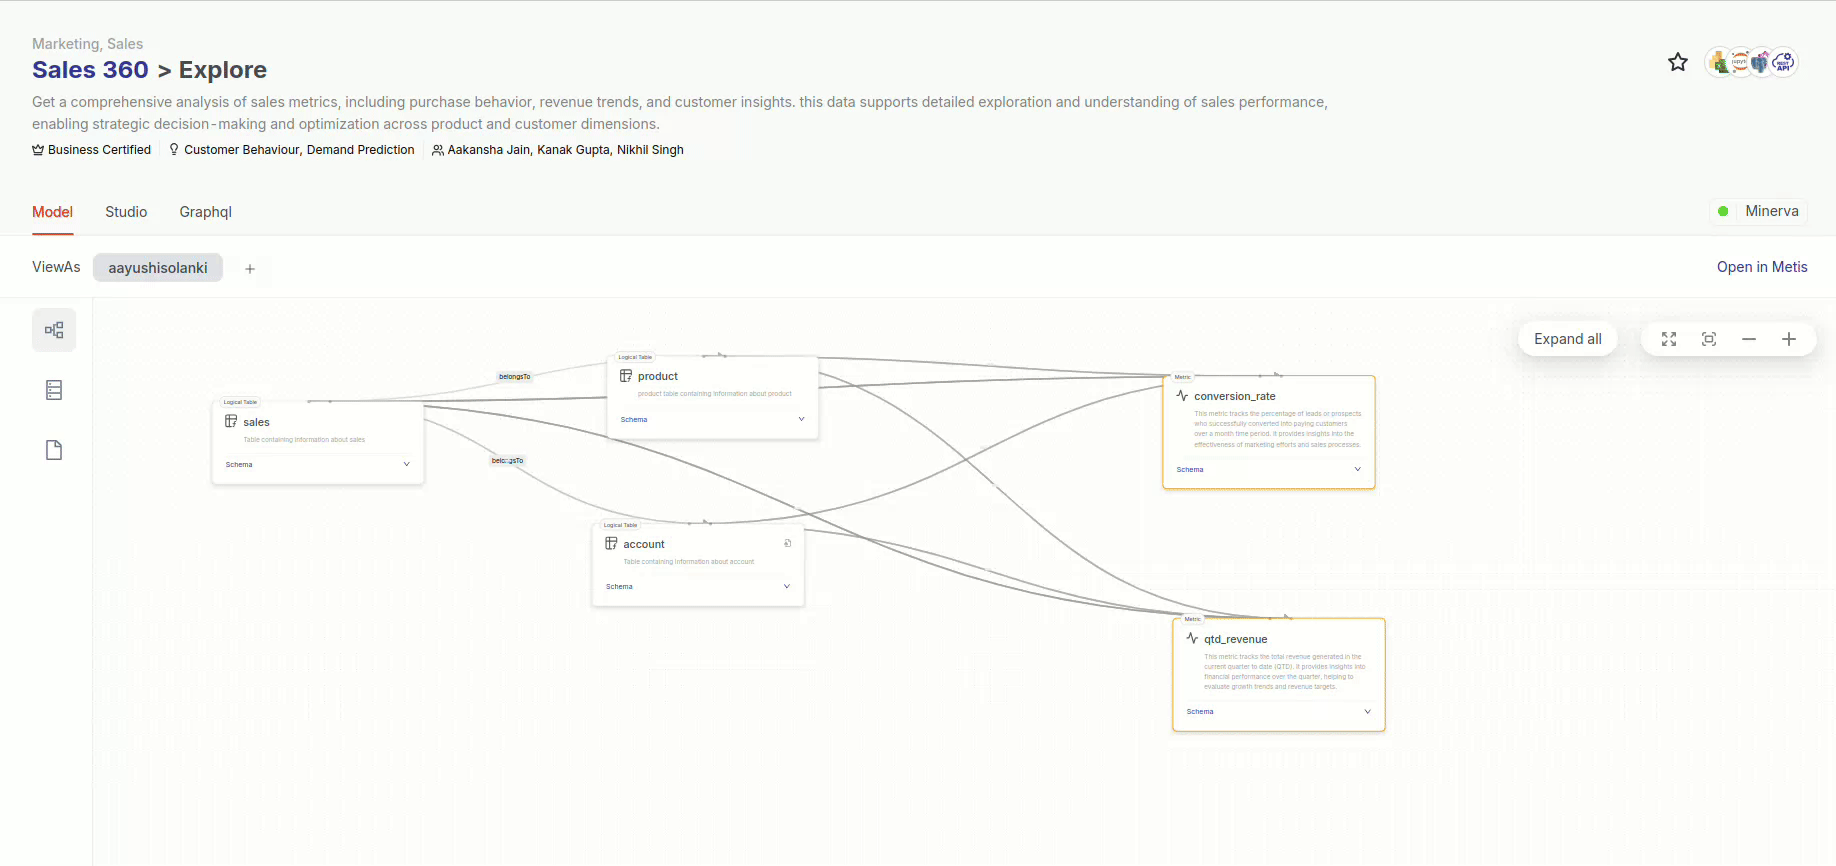 Marketing, Sales
Sales 360 > Explore
Get a comprehensive analysis of sales metrics, including purchase behavior, revenue trends, and customer insights. this data supports detailed exploration and understanding of sales performance,
enabling strategic decision-making and optimization across product and customer dimensions.
Business Certified Customer Behaviour, Demand Prediction Aakansha Jain, Kanak Gupta, Nikhil Singh
Model Studio Graphql
Minerva
ViewAs aayushisolanki +
Open in Metis
Expand all
Logical Table
sales
Table containing information about sales
Schema
belongsTo
belongsTo
Logical Table
product
product table containing information about product
Schema
Logical Table
account
Table containing information about account
Schema
Metric
conversion_rate
This metric tracks the percentage of leads or prospects
who successfully converted into paying customers
over a month time period. It provides insights into the
effectiveness of marketing efforts and sales processes.
Schema
Metric
qtd_revenue
This metric tracks the total revenue generated in the
current quarter to date (QTD). It provides insights into
financial performance over the quarter, helping to
evaluate growth trends and revenue targets.
Schema